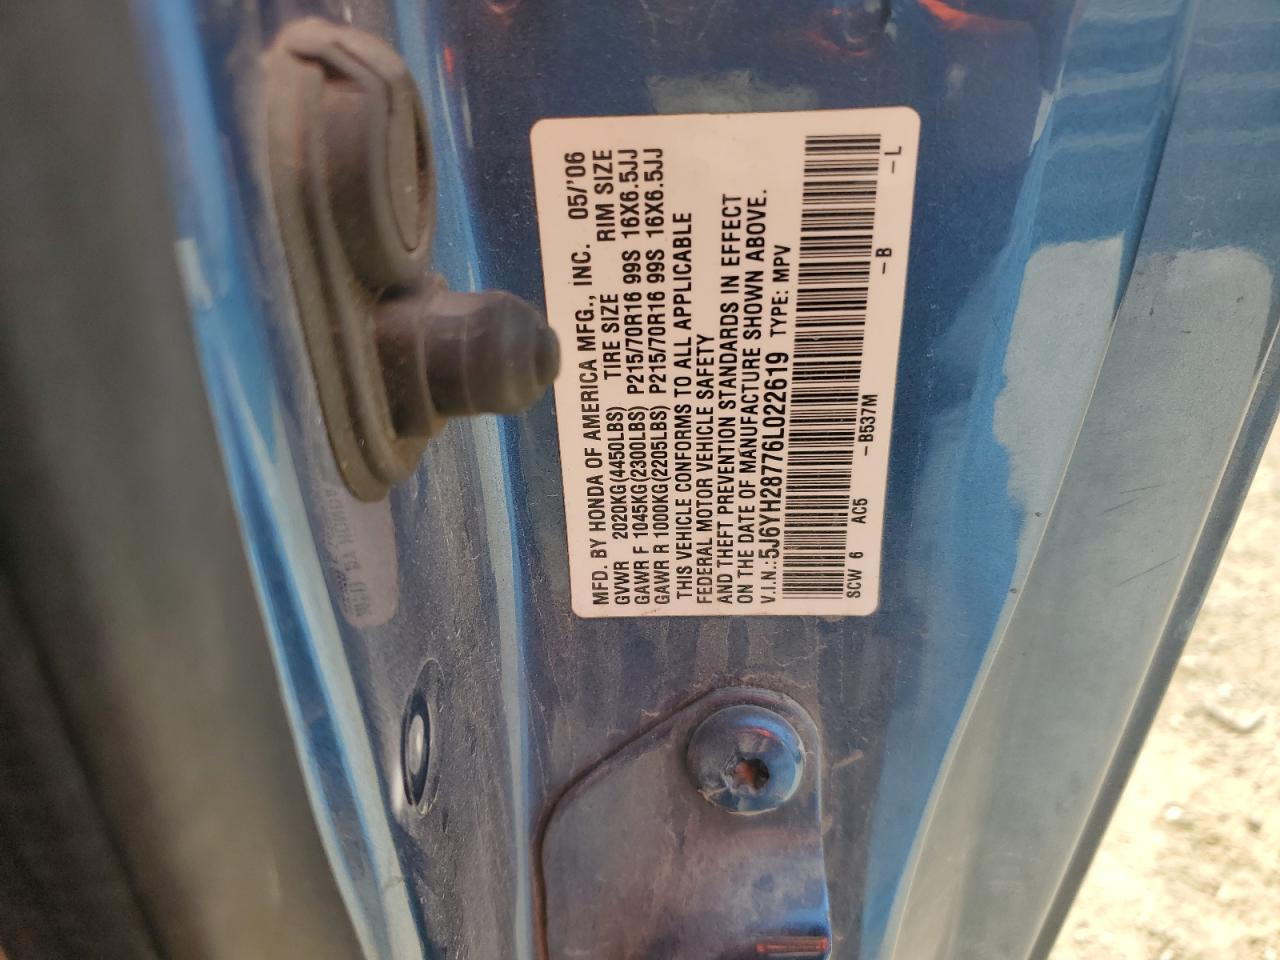 MFD. BY HONDA OF AMERICA MFG., INC. 05/'06
GVWR 2020KG(4450LBS) TIRE SIZE RIM SIZE
GAWR F 1045KG(2300LBS) P215/70R16 99S 16X6.5JJ
GAWR R 1000KG(2205LBS) P215/70R16 99S 16X6.5JJ
THIS VEHICLE CONFORMS TO ALL APPLICABLE
FEDERAL MOTOR VEHICLE SAFETY
AND THEFT PREVENTION STANDARDS IN EFFECT
ON THE DATE OF MANUFACTURE SHOWN ABOVE.
V.I.N.:5J6YH28776L022619 TYPE: MPV
SCW 6 AC5 -B537M -B -L